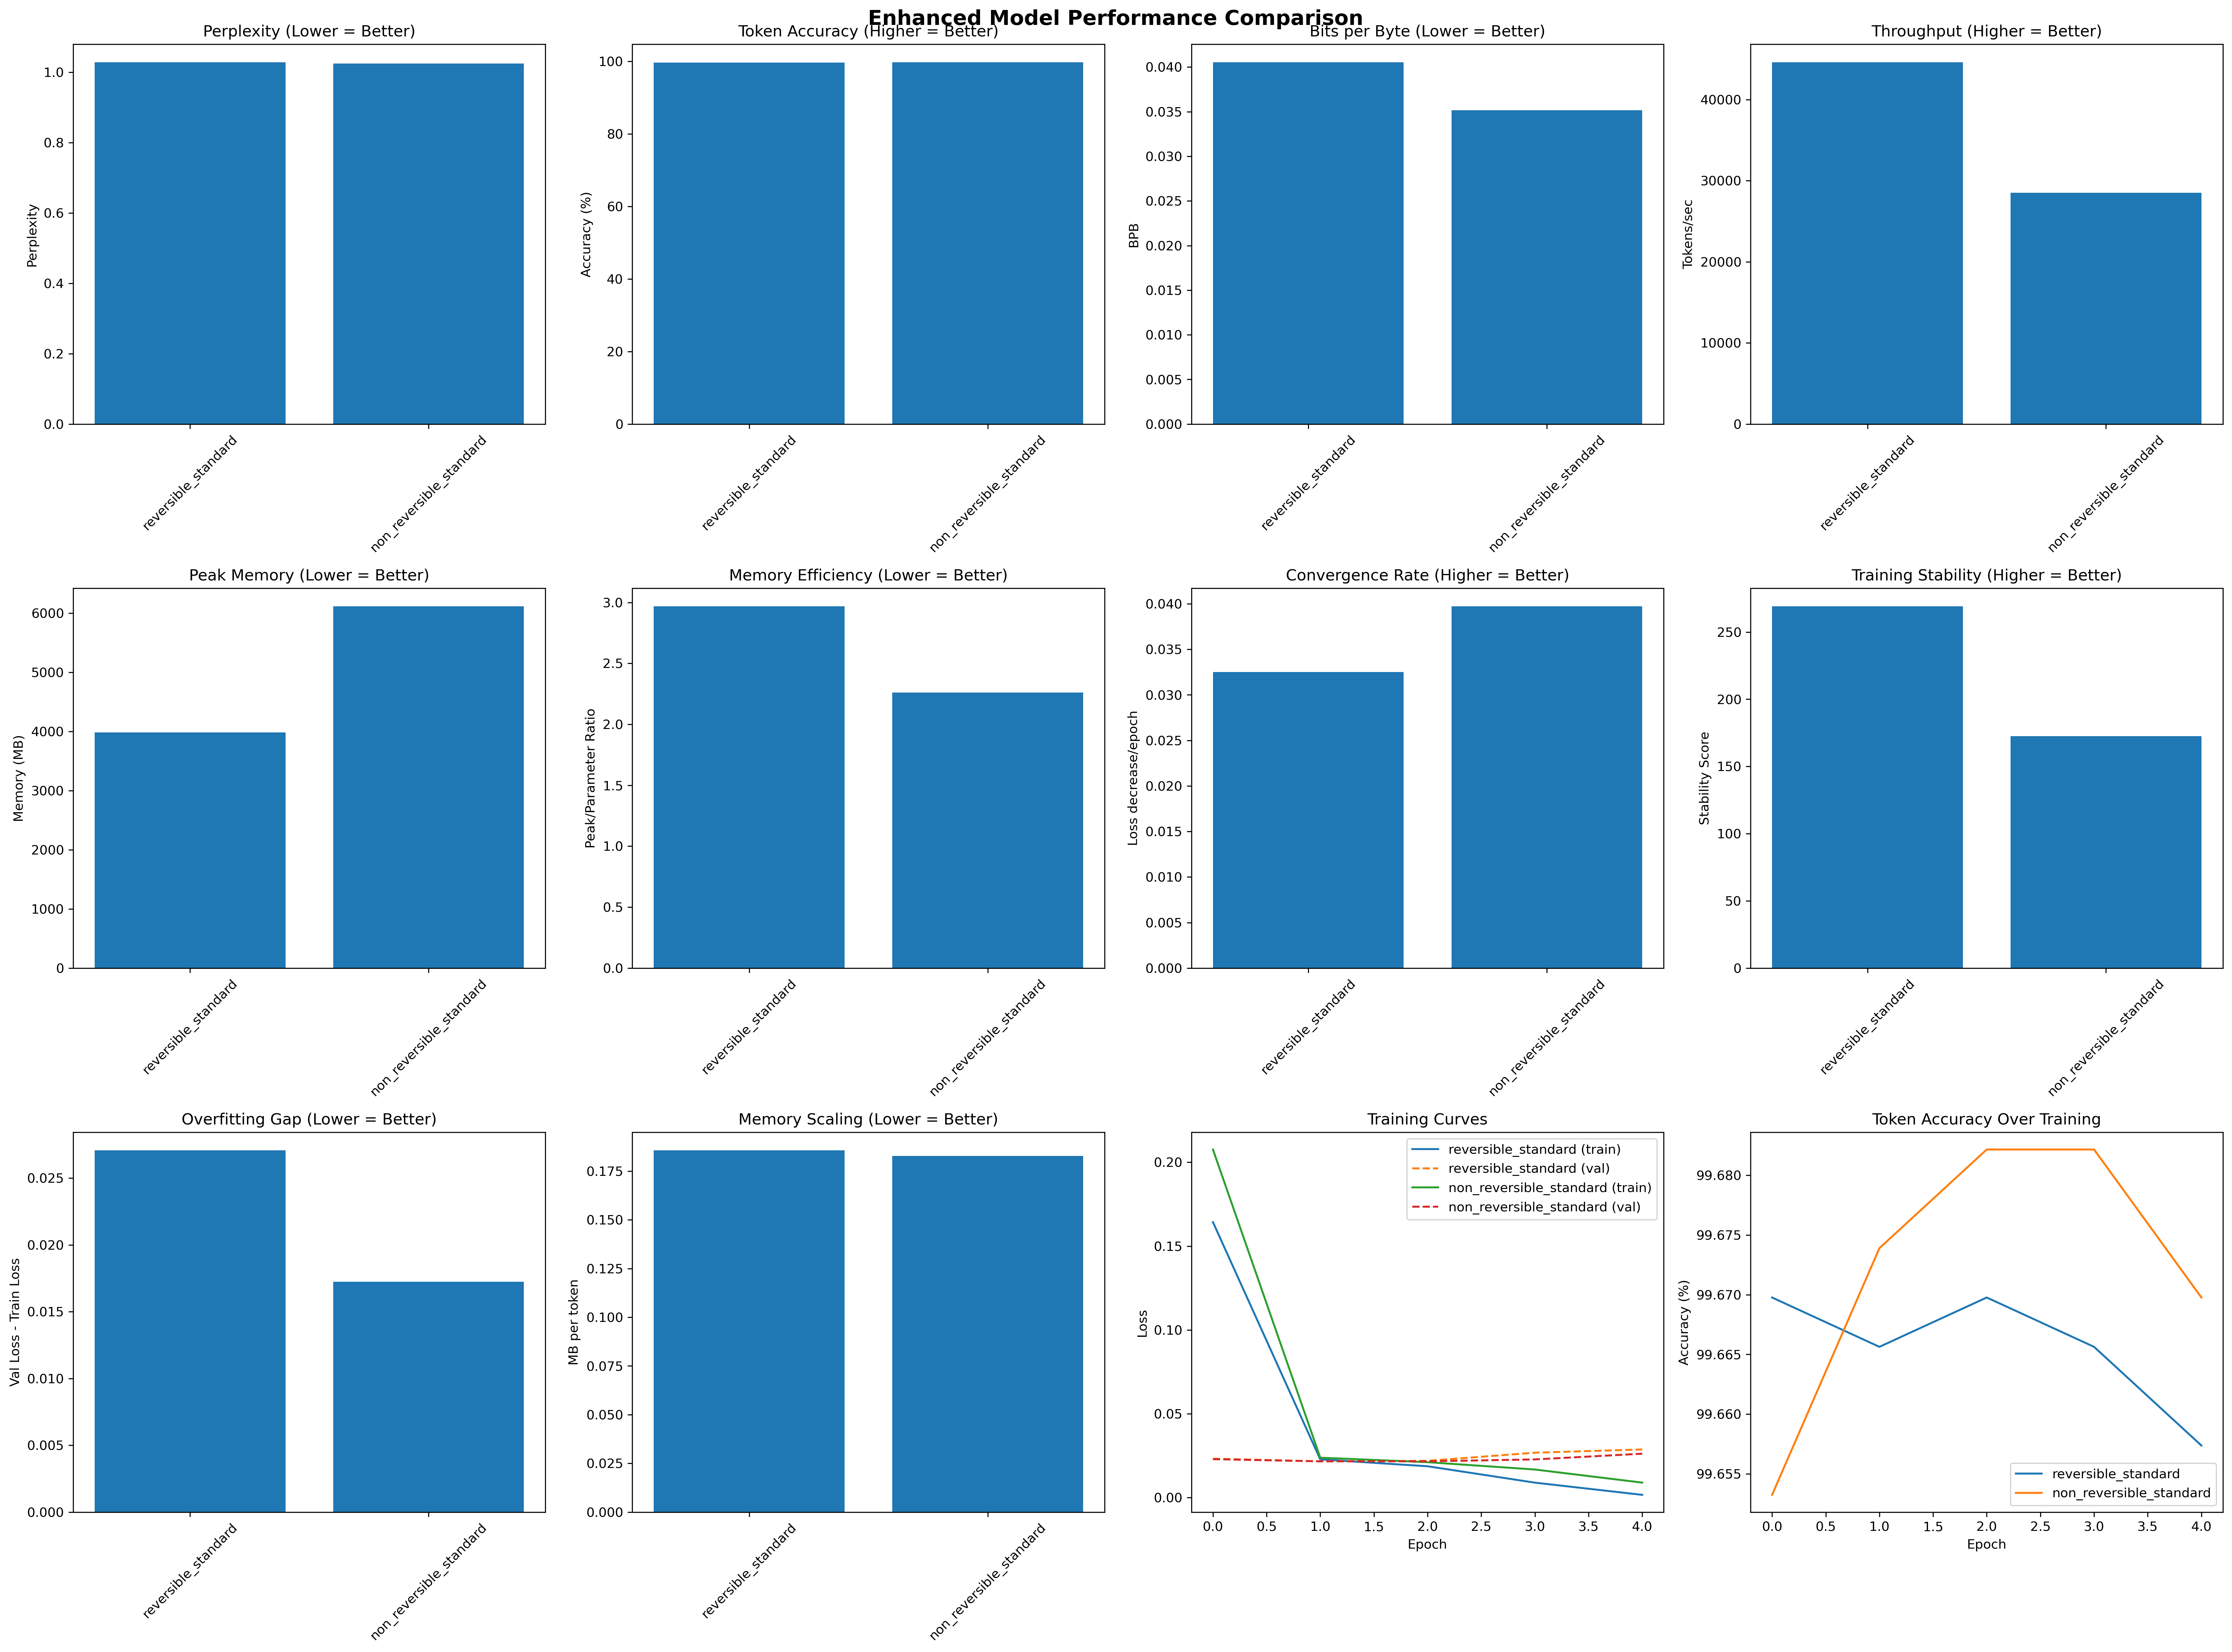 Enhanced Model Performance Comparison
Perplexity (Lower = Better)
Perplexity
1.0
0.8
0.6
0.4
0.2
0.0
reversible_standard
non_reversible_standard
Token Accuracy (Higher = Better)
Accuracy (%)
100
80
60
40
20
0
reversible_standard
non_reversible_standard
Bits per Byte (Lower = Better)
BPB
0.040
0.035
0.030
0.025
0.020
0.015
0.010
0.005
0.000
reversible_standard
non_reversible_standard
Throughput (Higher = Better)
Tokens/sec
40000
30000
20000
10000
0
reversible_standard
non_reversible_standard
Peak Memory (Lower = Better)
Memory (MB)
6000
5000
4000
3000
2000
1000
0
reversible_standard
non_reversible_standard
Memory Efficiency (Lower = Better)
Peak/Parameter Ratio
3.0
2.5
2.0
1.5
1.0
0.5
0.0
reversible_standard
non_reversible_standard
Convergence Rate (Higher = Better)
Loss decrease/epoch
0.040
0.035
0.030
0.025
0.020
0.015
0.010
0.005
0.000
reversible_standard
non_reversible_standard
Training Stability (Higher = Better)
Stability Score
250
200
150
100
50
0
reversible_standard
non_reversible_standard
Overfitting Gap (Lower = Better)
Val Loss - Train Loss
0.025
0.020
0.015
0.010
0.005
0.000
reversible_standard
non_reversible_standard
Memory Scaling (Lower = Better)
MB per token
0.175
0.150
0.125
0.100
0.075
0.050
0.025
0.000
reversible_standard
non_reversible_standard
Training Curves
Loss
0.20
0.15
0.10
0.05
0.00
reversible_standard (train)
reversible_standard (val)
non_reversible_standard (train)
non_reversible_standard (val)
0.0 0.5 1.0 1.5 2.0 2.5 3.0 3.5 4.0
Epoch
Token Accuracy Over Training
Accuracy (%)
99.680
99.675
99.670
99.665
99.660
99.655
reversible_standard
non_reversible_standard
0.0 0.5 1.0 1.5 2.0 2.5 3.0 3.5 4.0
Epoch